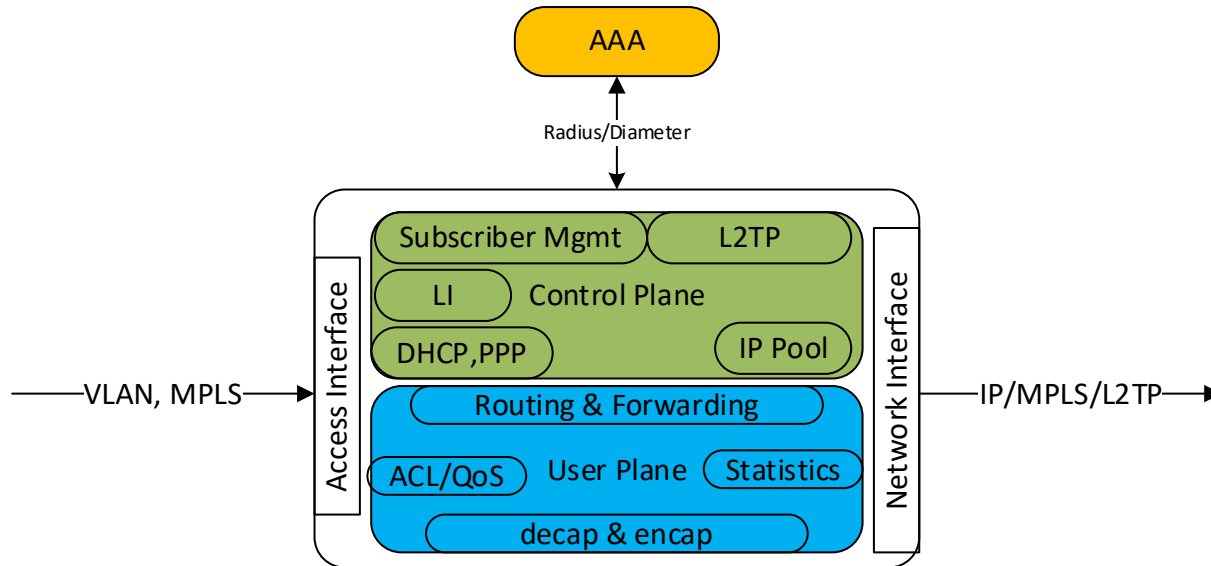 AAA
Radius/Diameter
Subscriber Mgmt
L2TP
LI
Control Plane
DHCP,PPP
IP Pool
Access Interface
Network Interface
VLAN, MPLS
IP/MPLS/L2TP
Routing & Forwarding
ACL/QoS
User Plane
Statistics
decap & encap